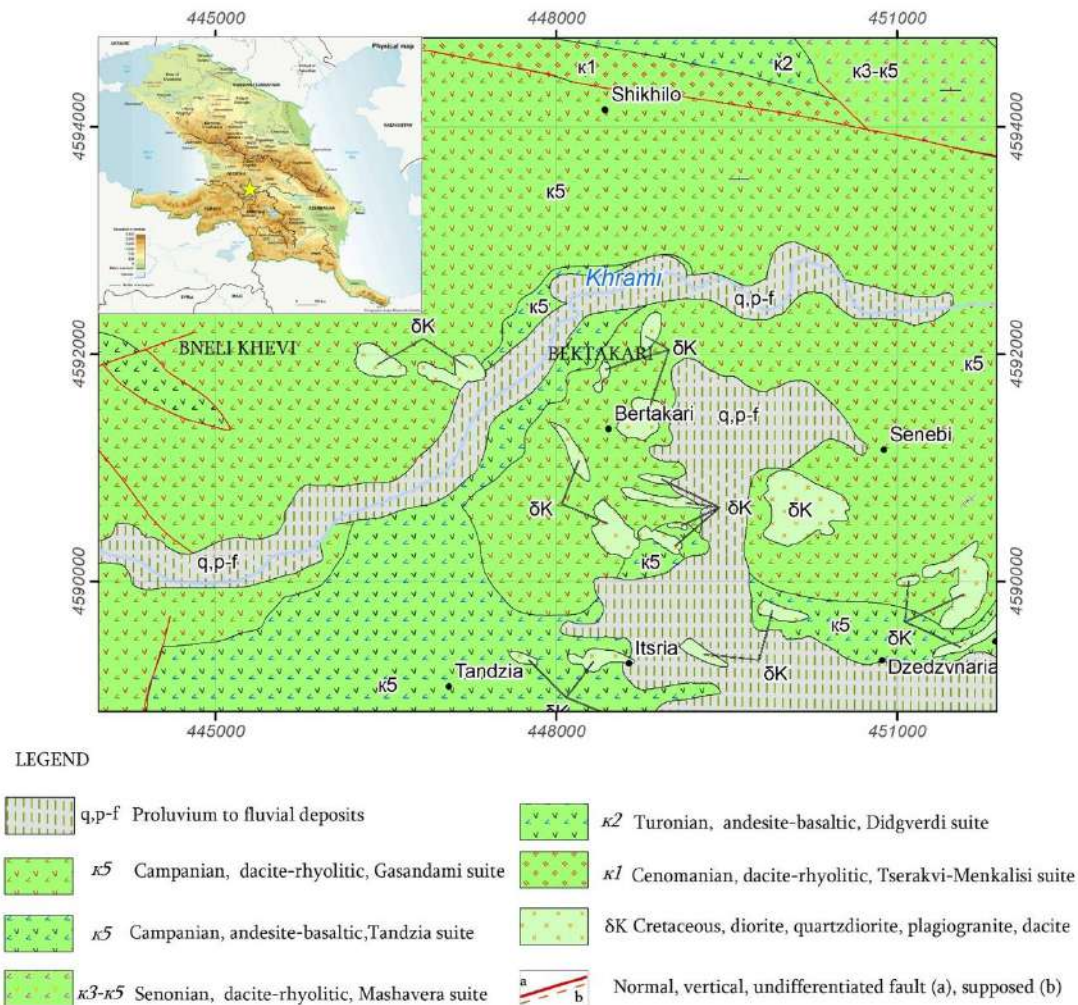 445000 448000 451000
Physical map
κ1
κ2
κ3-κ5
Shikhilo
4594000 4594000
κ5
Khrami
κ5
q,p-f
δK
BNELI KHEVI
BEKTAKARI
δK
4592000 4592000
κ5
Bertakari
q,p-f
Senebi
δK
δK
δK
κ5
q,p-f
4590000 4590000
κ5
δK
Itsria
Tandzia
κ5
δK
Dzedzvnaria
δK
445000 448000 451000
LEGEND
q,p-f Proluvium to fluvial deposits
κ5 Campanian, dacite-rhyolitic, Gasandami suite
κ5 Campanian, andesite-basaltic,Tandzia suite
κ3-κ5 Senonian, dacite-rhyolitic, Mashavera suite
κ2 Turonian, andesite-basaltic, Didgverdi suite
κ1 Cenomanian, dacite-rhyolitic, Tserakvi-Menkalisi suite
δK Cretaceous, diorite, quartzdiorite, plagiogranite, dacite
a
b
Normal, vertical, undifferentiated fault (a), supposed (b)